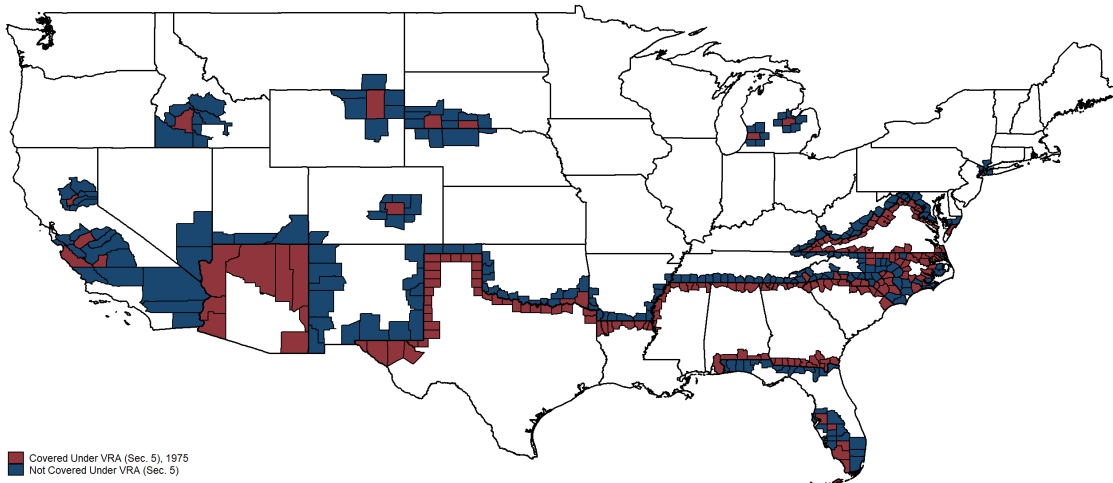 Covered Under VRA (Sec. 5), 1975
Not Covered Under VRA (Sec. 5)